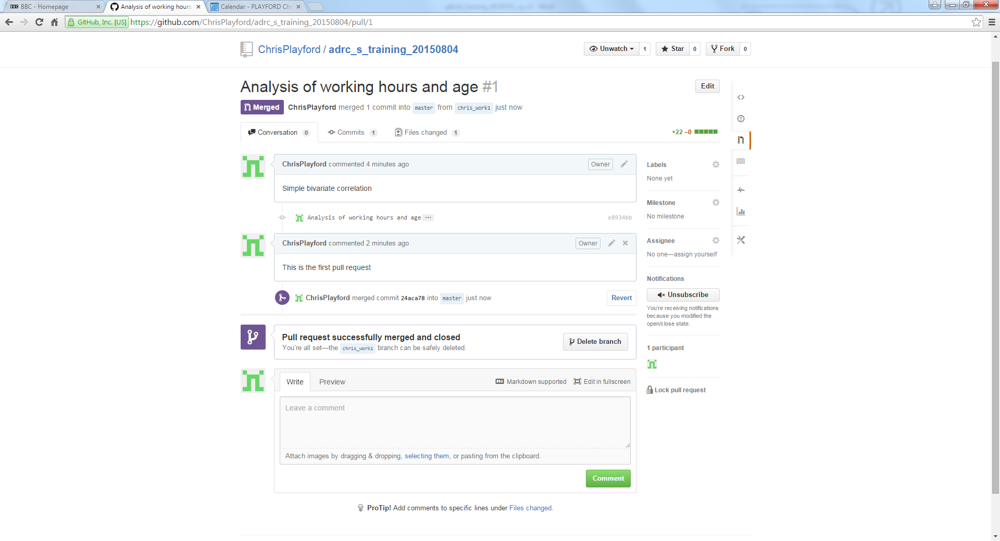 BBC - Homepage
Analysis of working hours
Calendar - PLAYFORD Chr
GitHub, Inc. [US] https://github.com/ChrisPlayford/adrc_s_training_20150804/pull/1
ChrisPlayford / adrc_s_training_20150804
Unwatch 1
Star 0
Fork 0
Analysis of working hours and age #1
Edit
Merged ChrisPlayford merged 1 commit into master from chris_work1 just now
Conversation 0
Commits 1
Files changed 1
+22 −0
ChrisPlayford commented 4 minutes ago
Owner
Simple bivariate correlation
Analysis of working hours and age ...
e8934bb
ChrisPlayford commented 2 minutes ago
Owner
This is the first pull request
ChrisPlayford merged commit 24aca78 into master just now
Revert
Pull request successfully merged and closed
You're all set—the chris_work1 branch can be safely deleted.
Delete branch
Write
Preview
Markdown supported
Edit in fullscreen
Leave a comment
Attach images by dragging & dropping, selecting them, or pasting from the clipboard.
Comment
ProTip! Add comments to specific lines under Files changed.
Labels
None yet
Milestone
No milestone
Assignee
No one—assign yourself
Notifications
Unsubscribe
You're receiving notifications
because you modified the
open/close state.
1 participant
Lock pull request